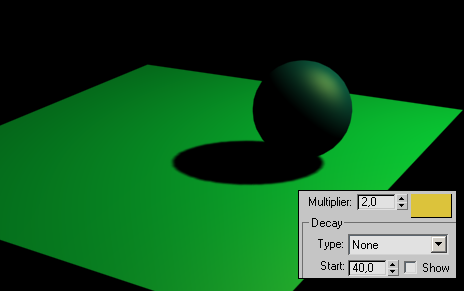 Multiplier: 2,0
Decay
Type: None
Start: 40,0 Show